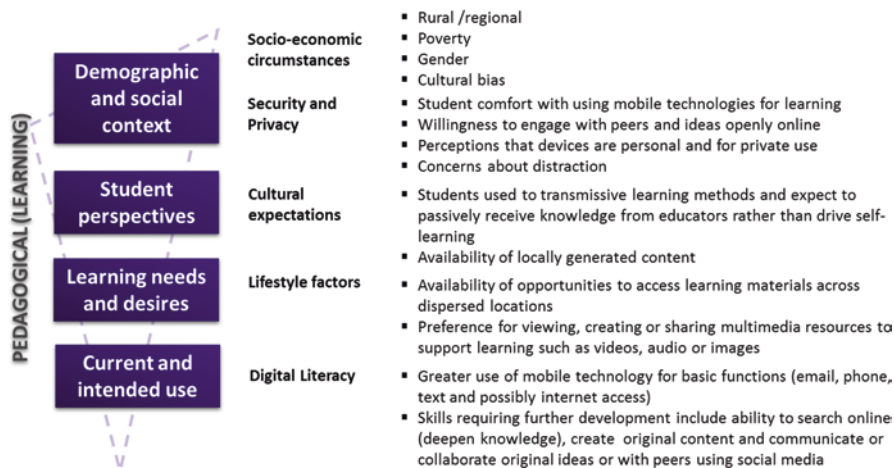 PEDAGOGICAL (LEARNING)
Demographic
and social
context
Student
perspectives
Learning needs
and desires
Current and
intended use
Socio-economic
circumstances
▪ Rural /regional
▪ Poverty
▪ Gender
▪ Cultural bias
Security and
Privacy
▪ Student comfort with using mobile technologies for learning
▪ Willingness to engage with peers and ideas openly online
▪ Perceptions that devices are personal and for private use
▪ Concerns about distraction
Cultural
expectations
▪ Students used to transmissive learning methods and expect to
passively receive knowledge from educators rather than drive self-
learning
▪ Availability of locally generated content
Lifestyle factors
▪ Availability of opportunities to access learning materials across
dispersed locations
▪ Preference for viewing, creating or sharing multimedia resources to
support learning such as videos, audio or images
Digital Literacy
▪ Greater use of mobile technology for basic functions (email, phone,
text and possibly internet access)
▪ Skills requiring further development include ability to search online
(deepen knowledge), create original content and communicate or
collaborate original ideas or with peers using social media